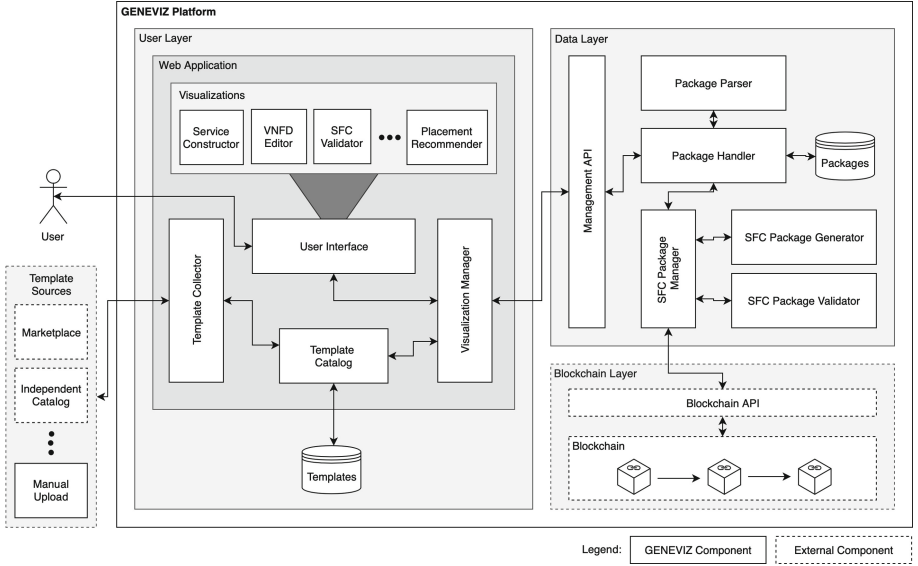 GENEVIZ Platform
User Layer
Web Application
Visualizations
Service
Constructor
VNFD
Editor
SFC
Validator
Placement
Recommender
User
User Interface
Template Collector
Visualization Manager
Template
Catalog
Templates
Template
Sources
Marketplace
Independent
Catalog
Manual
Upload
Data Layer
Management API
Package Parser
Package Handler
Packages
SFC Package
Manager
SFC Package Generator
SFC Package Validator
Blockchain Layer
Blockchain API
Blockchain
Legend:
GENEVIZ Component
External Component